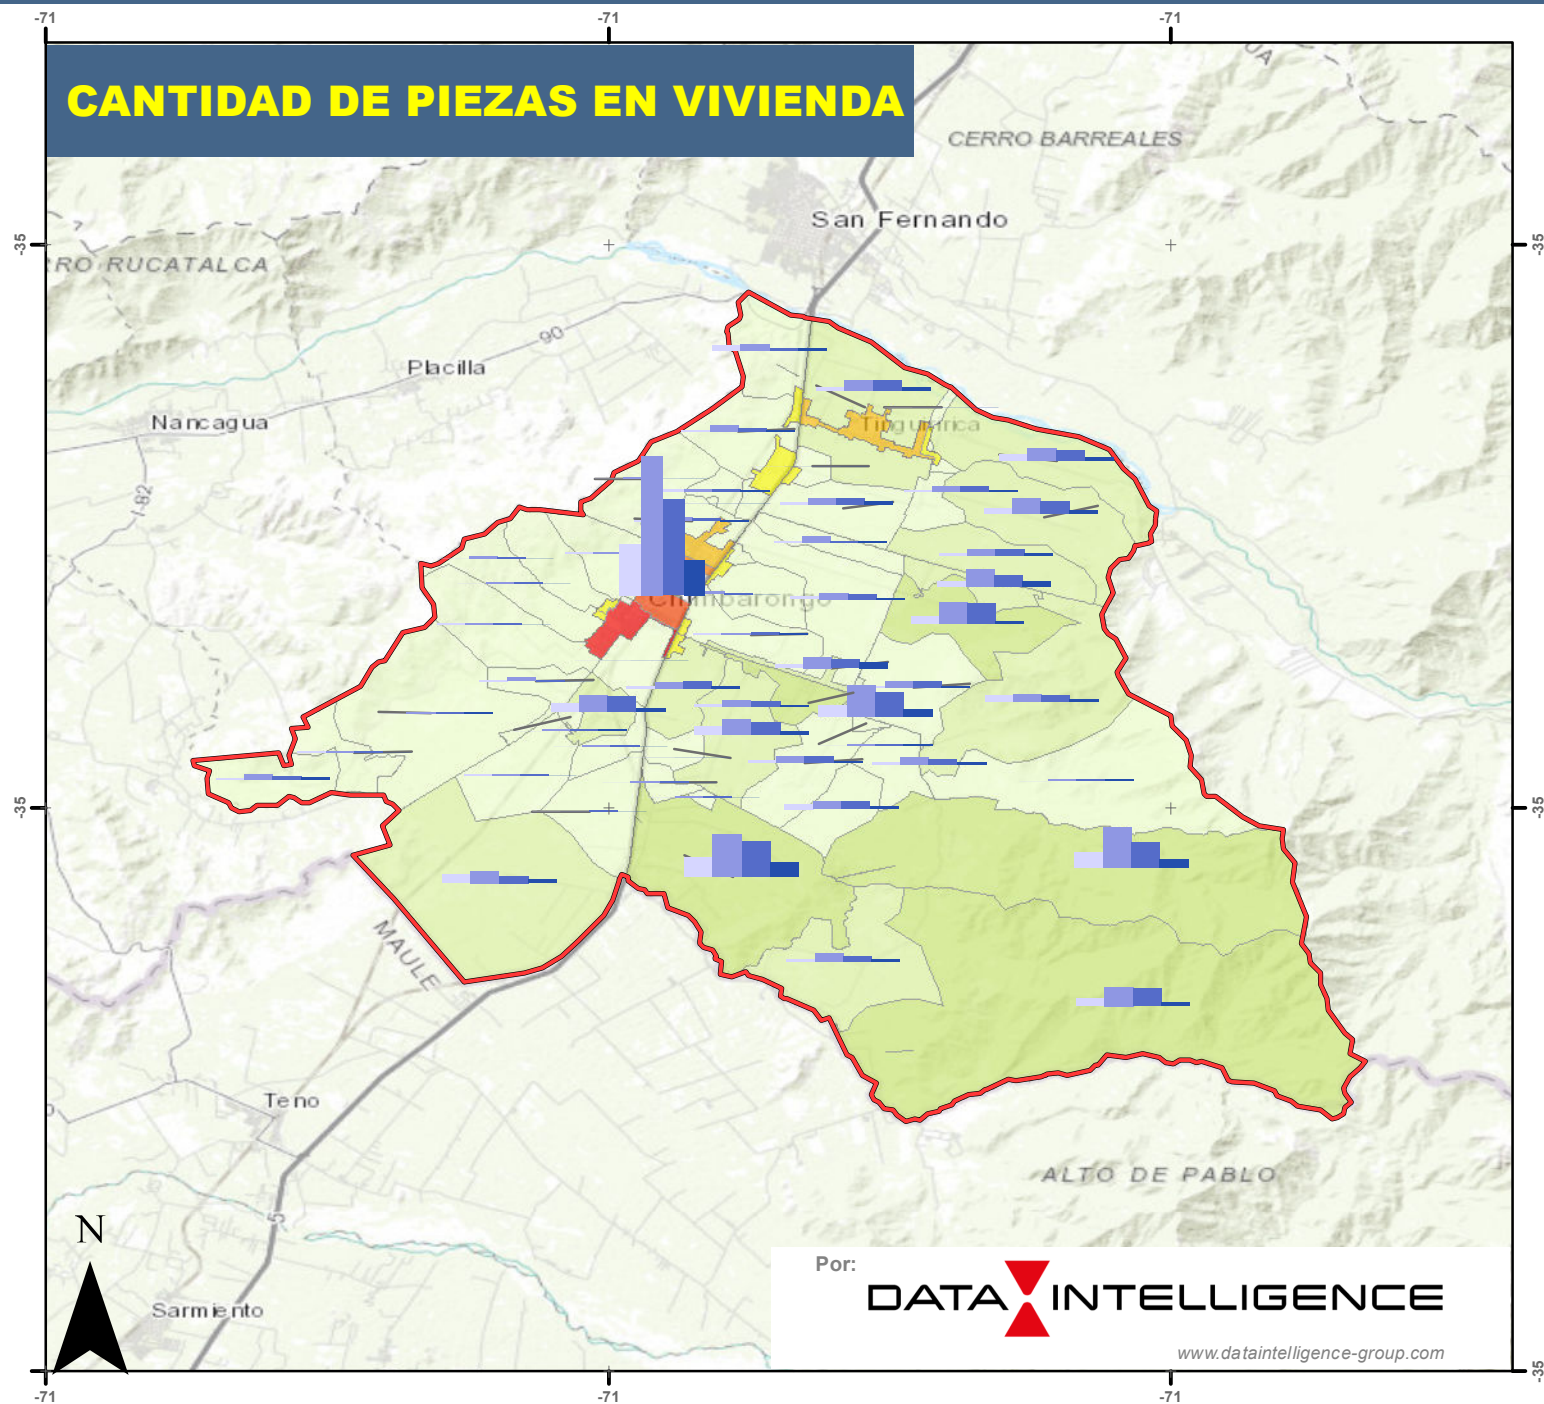 -71 -71 -71
CANTIDAD DE PIEZAS EN VIVIENDA
UA
CERRO BARREALES
San Fernando
-35 -35
RRO RUCATALCA
90
Placilla
Nancagua
Tinguiririca
I-82
Chimbarongo
-35 -35
MAULE
Teno
ALTO DE PABLO
5
N
Sarmiento
Por:
DATA INTELLIGENCE
www.dataintelligence-group.com
-35
-71 -71 -71